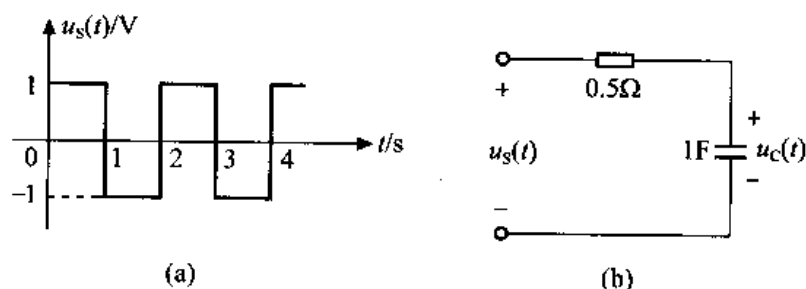 u_S(t)/V
1
0 1 2 3 4 t/s
−1
(a)
+ 0.5Ω
+
u_S(t) 1F u_C(t)
−
−
(b)